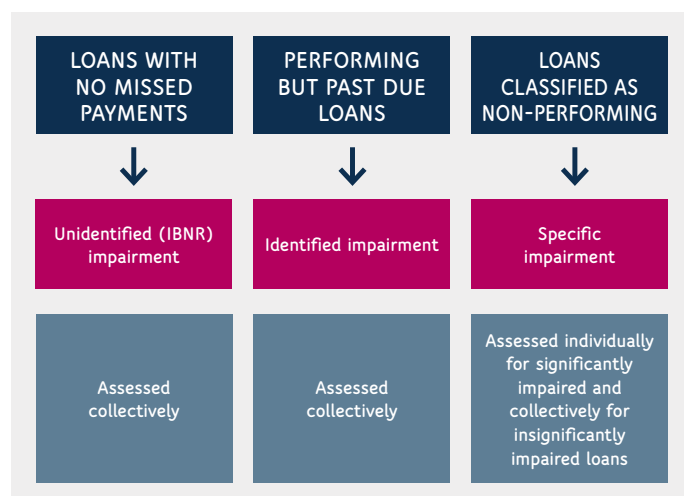 LOANS WITH
NO MISSED
PAYMENTS
PERFORMING
BUT PAST DUE
LOANS
LOANS
CLASSIFIED AS
NON-PERFORMING
Unidentified (IBNR)
impairment
Identified impairment
Specific
impairment
Assessed
collectively
Assessed
collectively
Assessed individually
for significantly
impaired and
collectively for
insignificantly
impaired loans